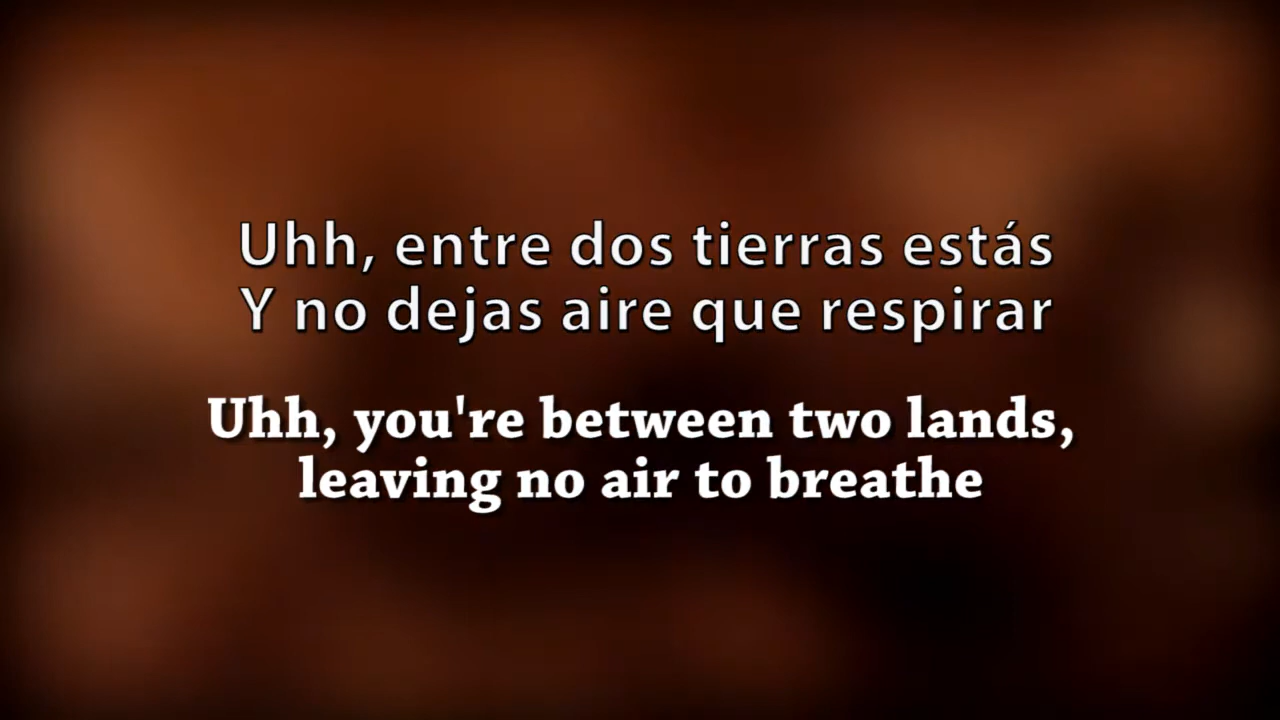 Uhh, entre dos tierras estás
Y no dejas aire que respirar
Uhh, you're between two lands,
leaving no air to breathe